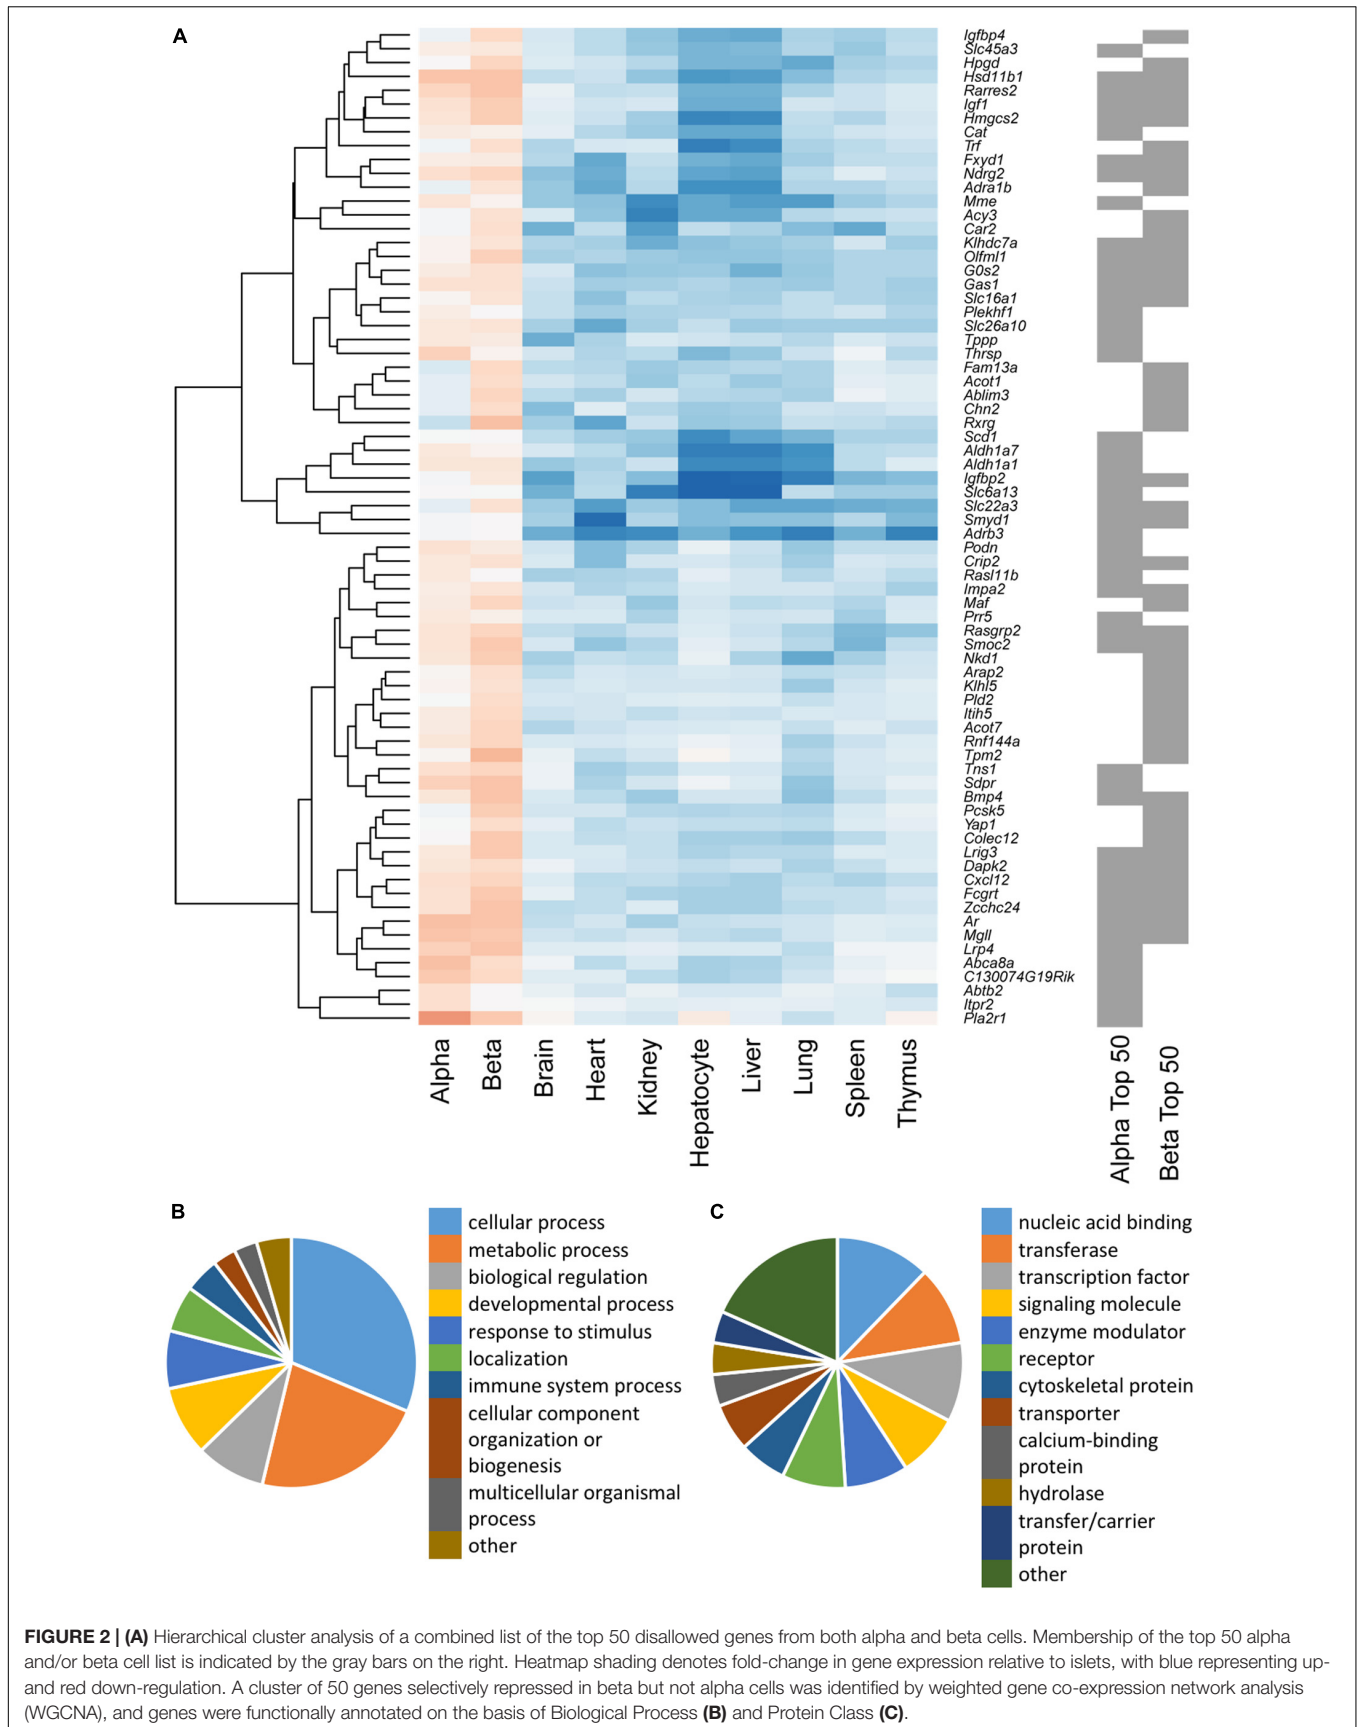 A
Igfbp4
Slc45a3
Hpgd
Hsd11b1
Rarres2
Igf1
Hmgcs2
Cat
Trf
Fxyd1
Ndrg2
Adra1b
Mme
Acy3
Car2
Klhdc7a
Olfml1
G0s2
Gas1
Slc16a1
Plekhf1
Slc26a10
Tppp
Thrsp
Fam13a
Acot1
Ablim3
Chn2
Rxrg
Scd1
Aldh1a7
Aldh1a1
Igfbp2
Slc6a13
Slc22a3
Smyd1
Adrb3
Podn
Crip2
Rasl11b
Impa2
Maf
Prr5
Rasgrp2
Smoc2
Nkd1
Arap2
Klhl5
Pld2
Itih5
Acot7
Rnf144a
Tpm2
Tns1
Sdpr
Bmp4
Pcsk5
Yap1
Colec12
Lrig3
Dapk2
Cxcl12
Fcgrt
Zcchc24
Ar
Mgll
Lrp4
Abca8a
C130074G19Rik
Abtb2
Itpr2
Pla2r1
Alpha
Beta
Brain
Heart
Kidney
Hepatocyte
Liver
Lung
Spleen
Thymus
Alpha Top 50
Beta Top 50
B
cellular process
metabolic process
biological regulation
developmental process
response to stimulus
localization
immune system process
cellular component
organization or
biogenesis
multicellular organismal
process
other
C
nucleic acid binding
transferase
transcription factor
signaling molecule
enzyme modulator
receptor
cytoskeletal protein
transporter
calcium-binding
protein
hydrolase
transfer/carrier
protein
other
FIGURE 2 | (A) Hierarchical cluster analysis of a combined list of the top 50 disallowed genes from both alpha and beta cells. Membership of the top 50 alpha
and/or beta cell list is indicated by the gray bars on the right. Heatmap shading denotes fold-change in gene expression relative to islets, with blue representing up-
and red down-regulation. A cluster of 50 genes selectively repressed in beta but not alpha cells was identified by weighted gene co-expression network analysis
(WGCNA), and genes were functionally annotated on the basis of Biological Process (B) and Protein Class (C).